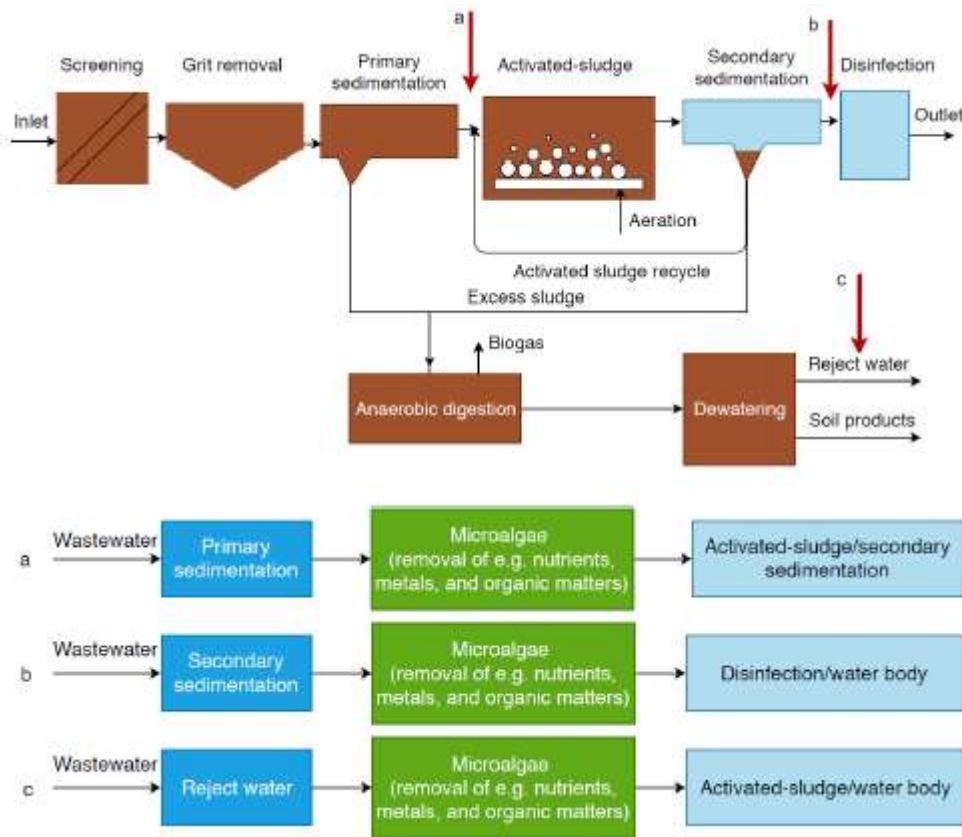 a
b
Screening
Grit removal
Primary
sedimentation
Activated-sludge
Secondary
sedimentation
Disinfection
Inlet
Outlet
Aeration
Activated sludge recycle
Excess sludge
c
Biogas
Reject water
Anaerobic digestion
Dewatering
Soil products
a
Wastewater
Primary
sedimentation
Microalgae
(removal of e.g. nutrients,
metals, and organic matters)
Activated-sludge/secondary
sedimentation
b
Wastewater
Secondary
sedimentation
Microalgae
(removal of e.g. nutrients,
metals, and organic matters)
Disinfection/water body
c
Wastewater
Reject water
Microalgae
(removal of e.g. nutrients,
metals, and organic matters)
Activated-sludge/water body